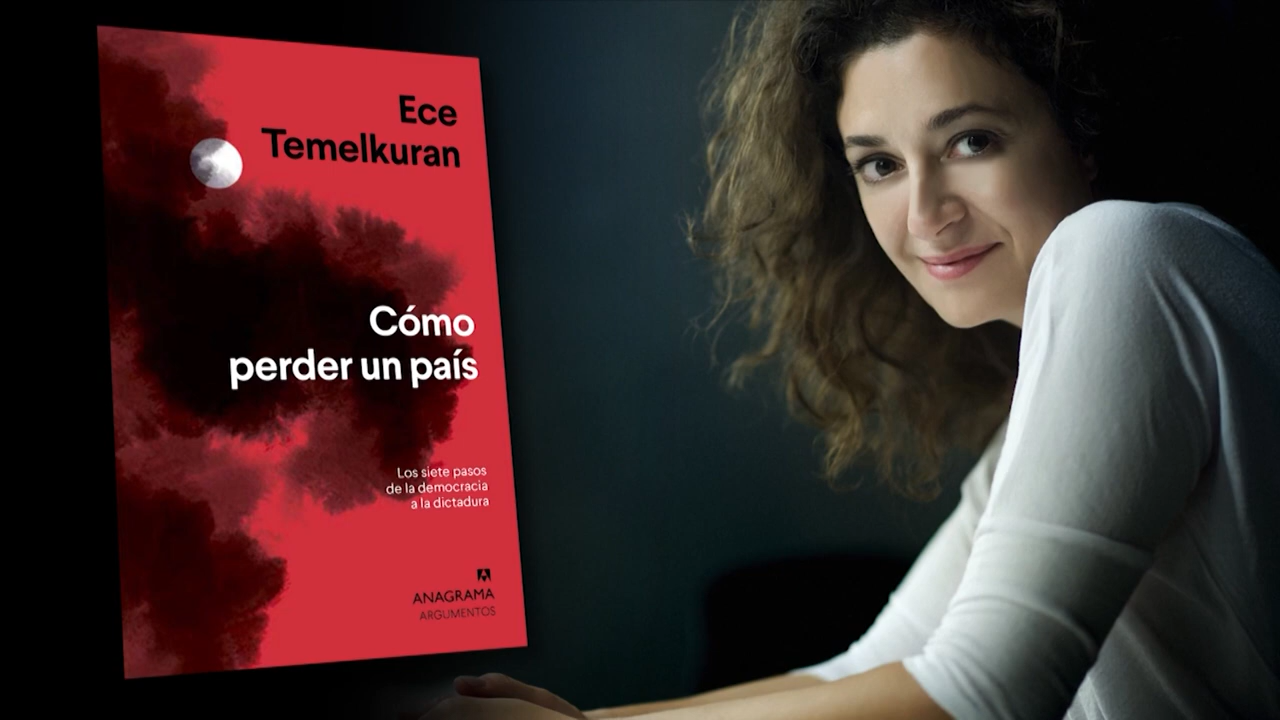 Ece
Temelkuran
Cómo
perder un país
Los siete pasos
de la democracia
a la dictadura
ANAGRAMA
ARGUMENTOS